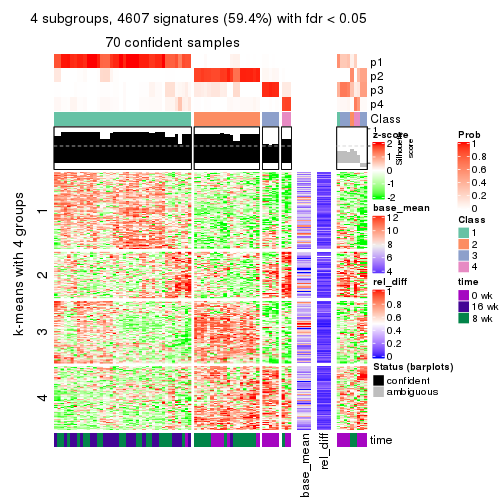 4 subgroups, 4607 signatures (59.4%) with fdr < 0.05
70 confident samples
p1
p2
p3
p4
Class
1
Silhouette
score
k-means with 4 groups
1
2
3
4
time
base_mean
rel_diff
z-score
2
1
0
-1
-2
base_mean
12
10
8
6
4
rel_diff
1
0.8
0.6
0.4
0.2
0
Status (barplots)
confident
ambiguous
Prob
1
0.8
0.6
0.4
0.2
0
Class
1
2
3
4
time
0 wk
16 wk
8 wk